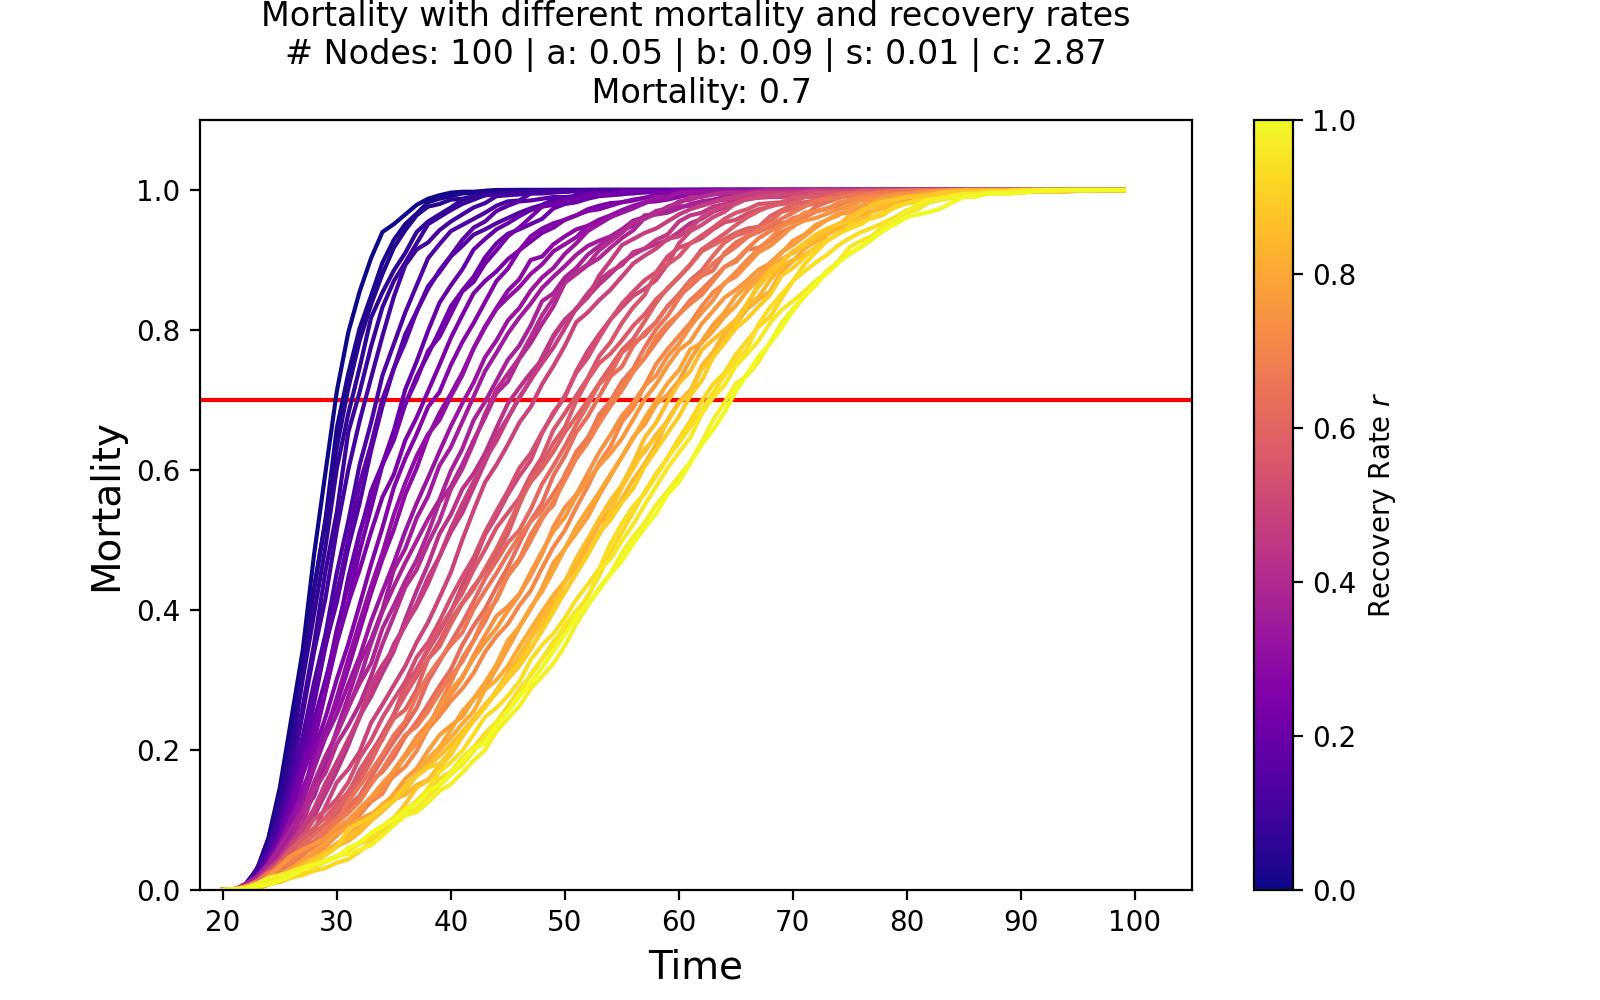 Mortality with different mortality and recovery rates
# Nodes: 100 | a: 0.05 | b: 0.09 | s: 0.01 | c: 2.87
Mortality: 0.7
Mortality
1.0
0.8
0.6
0.4
0.2
0.0
20 30 40 50 60 70 80 90 100
Time
1.0
0.8
0.6
0.4
0.2
0.0
Recovery Rate r